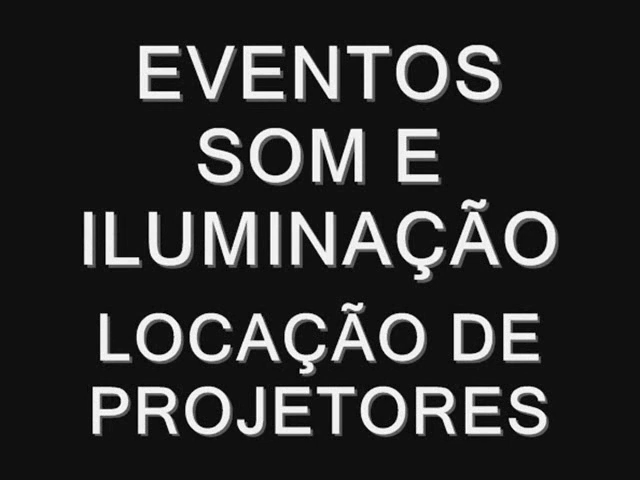 EVENTOS
SOM E
ILUMINAÇÃO
LOCAÇÃO DE
PROJETORES